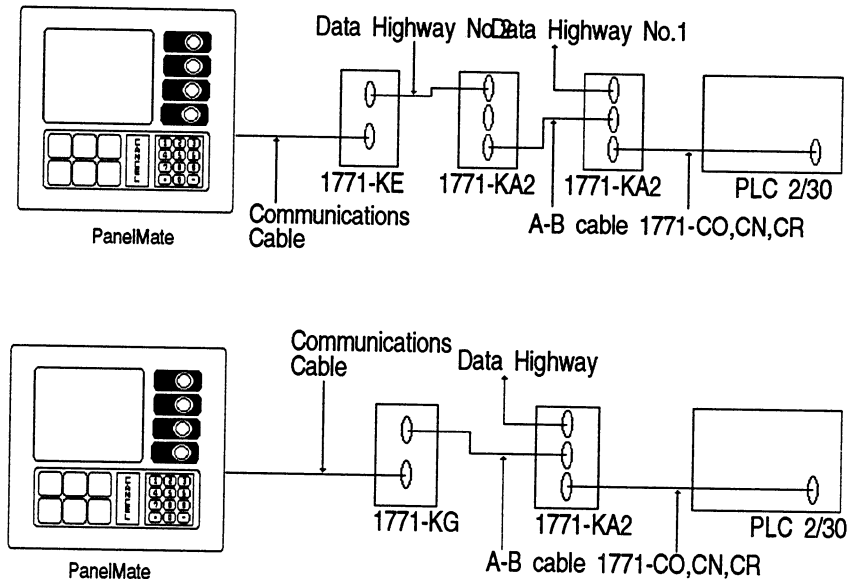 Data Highway No.2
Data Highway No.1
1771-KE
1771-KA2
1771-KA2
PLC 2/30
Communications
Cable
A-B cable 1771-CO,CN,CR
PanelMate
Communications
Cable
Data Highway
1771-KG
1771-KA2
PLC 2/30
A-B cable 1771-CO,CN,CR
PanelMate